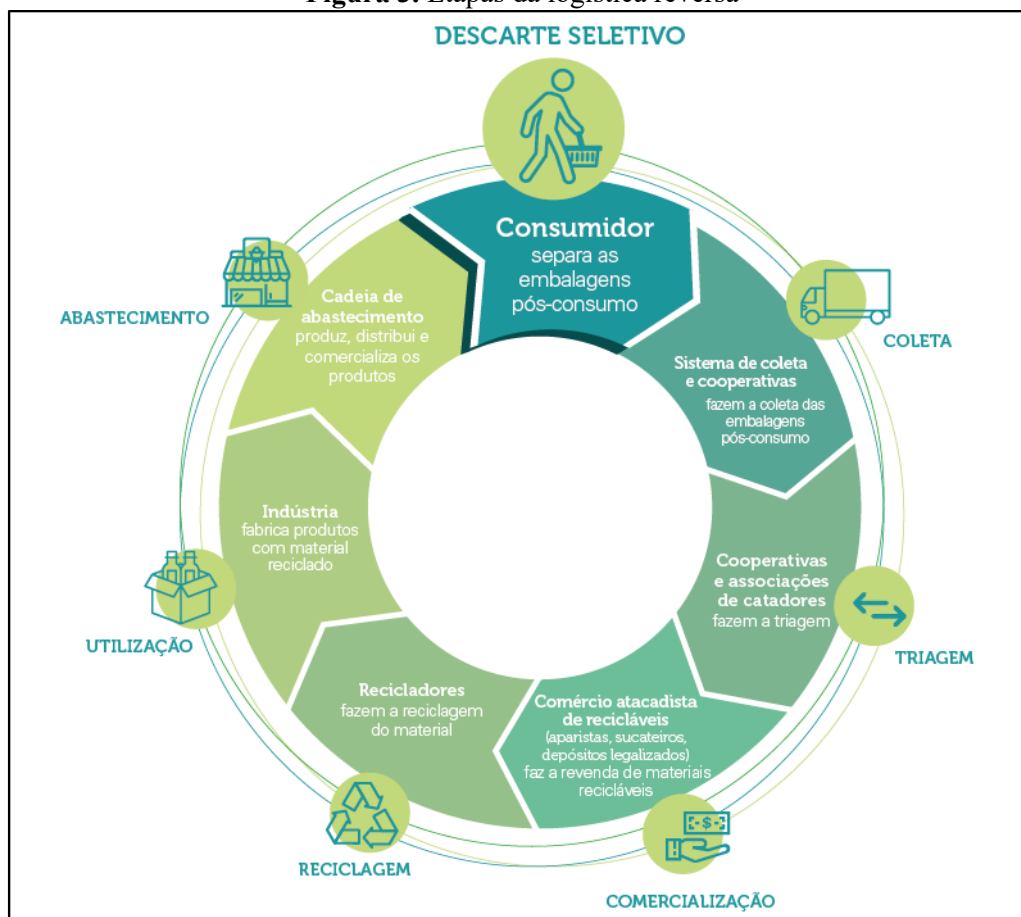 Figura 3: Etapas da logística reversa
DESCARTE SELETIVO
Consumidor
separa as
embalagens
pós-consumo
COLETA
Sistema de coleta
e cooperativas
fazem a coleta das
embalagens
pós-consumo
TRIAGEM
Cooperativas
e associações
de catadores
fazem a triagem
COMERCIALIZAÇÃO
Comércio atacadista
de recicláveis
(aparistas, sucateiros,
depósitos legalizados)
faz a revenda de materiais
recicláveis
$
RECICLAGEM
Recicladores
fazem a reciclagem
do material
UTILIZAÇÃO
Indústria
fabrica produtos
com material
reciclado
ABASTECIMENTO
Cadeia de
abastecimento
produz, distribui e
comercializa os
produtos